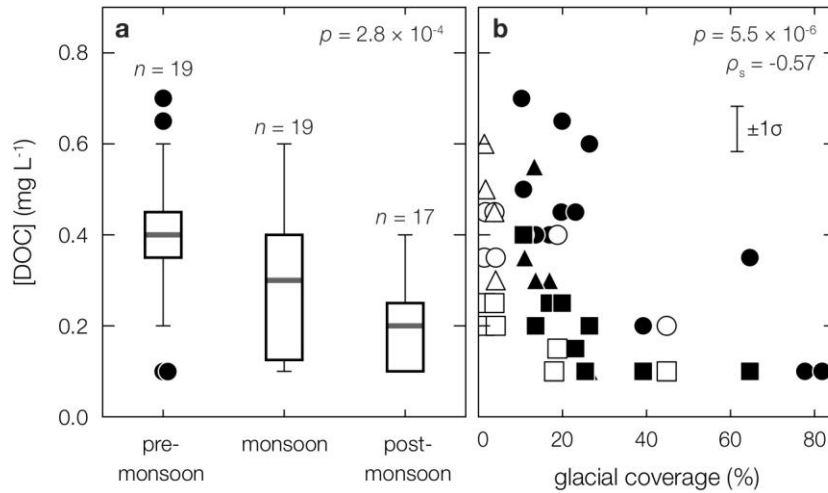 a
p = 2.8 × 10⁻⁴
n = 19
n = 19
n = 17
[DOC] (mg L⁻¹)
0.8
0.6
0.4
0.2
0.0
pre-
monsoon
monsoon
post-
monsoon
b
p = 5.5 × 10⁻⁶
ρₛ = -0.57
±1σ
0
20
40
60
80
glacial coverage (%)